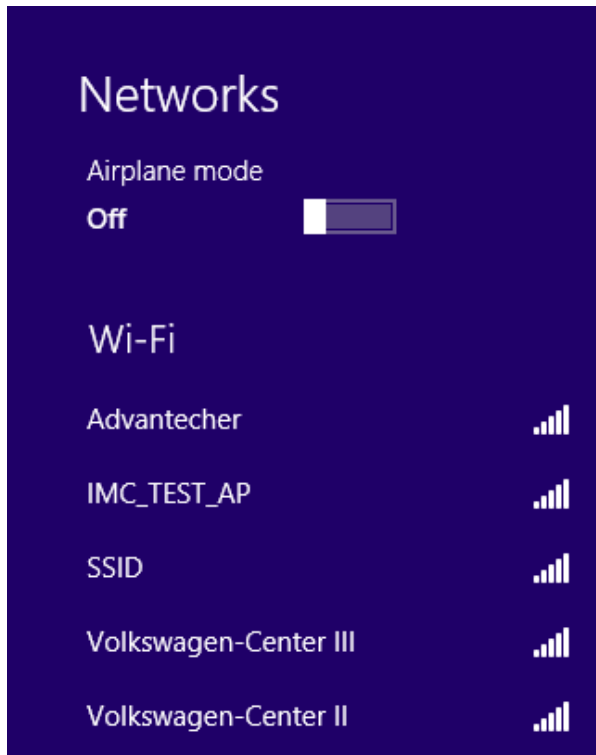 Networks
Airplane mode
Off
Wi-Fi
Advantecher
IMC_TEST_AP
SSID
Volkswagen-Center III
Volkswagen-Center II